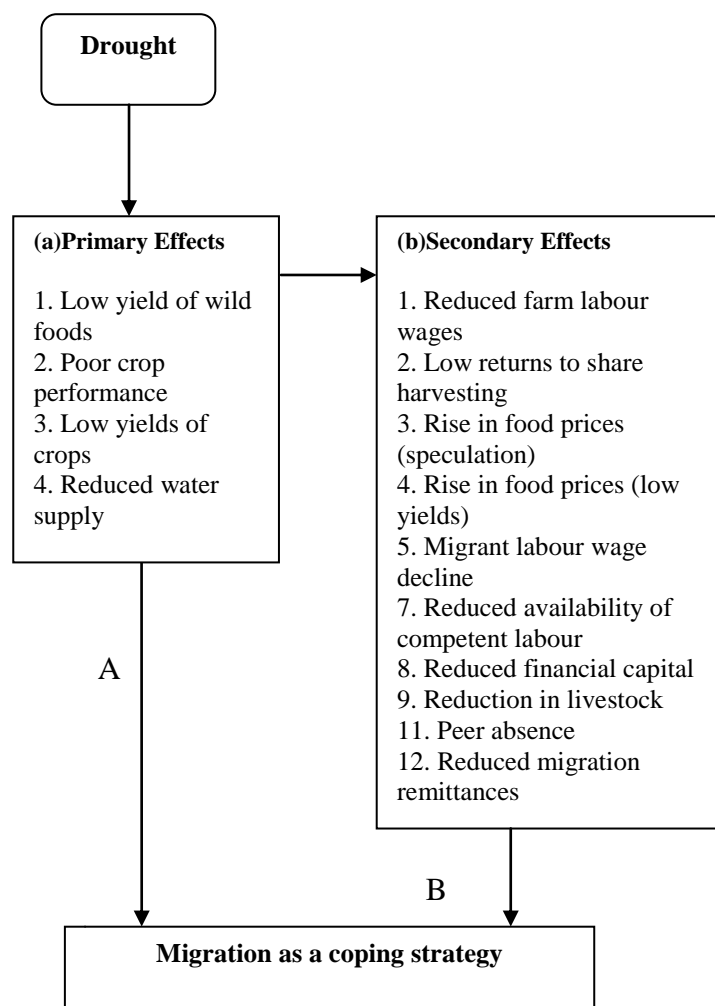 Drought
(a)Primary Effects
1. Low yield of wild
foods
2. Poor crop
performance
3. Low yields of
crops
4. Reduced water
supply
(b)Secondary Effects
1. Reduced farm labour
wages
2. Low returns to share
harvesting
3. Rise in food prices
(speculation)
4. Rise in food prices (low
yields)
5. Migrant labour wage
decline
7. Reduced availability of
competent labour
8. Reduced financial capital
9. Reduction in livestock
11. Peer absence
12. Reduced migration
remittances
A
B
Migration as a coping strategy